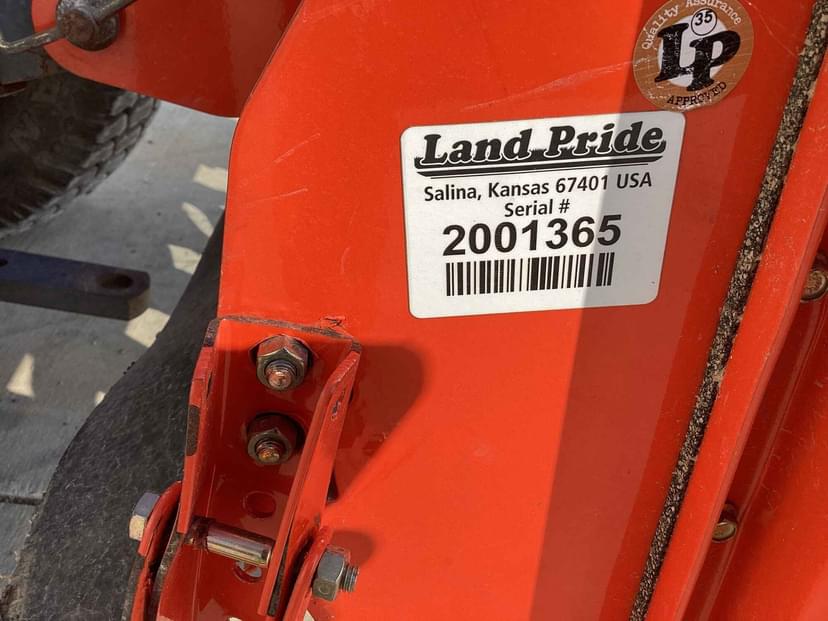 Quality Assurance
35
LP
APPROVED
Land Pride
Salina, Kansas 67401 USA
Serial #
2001365